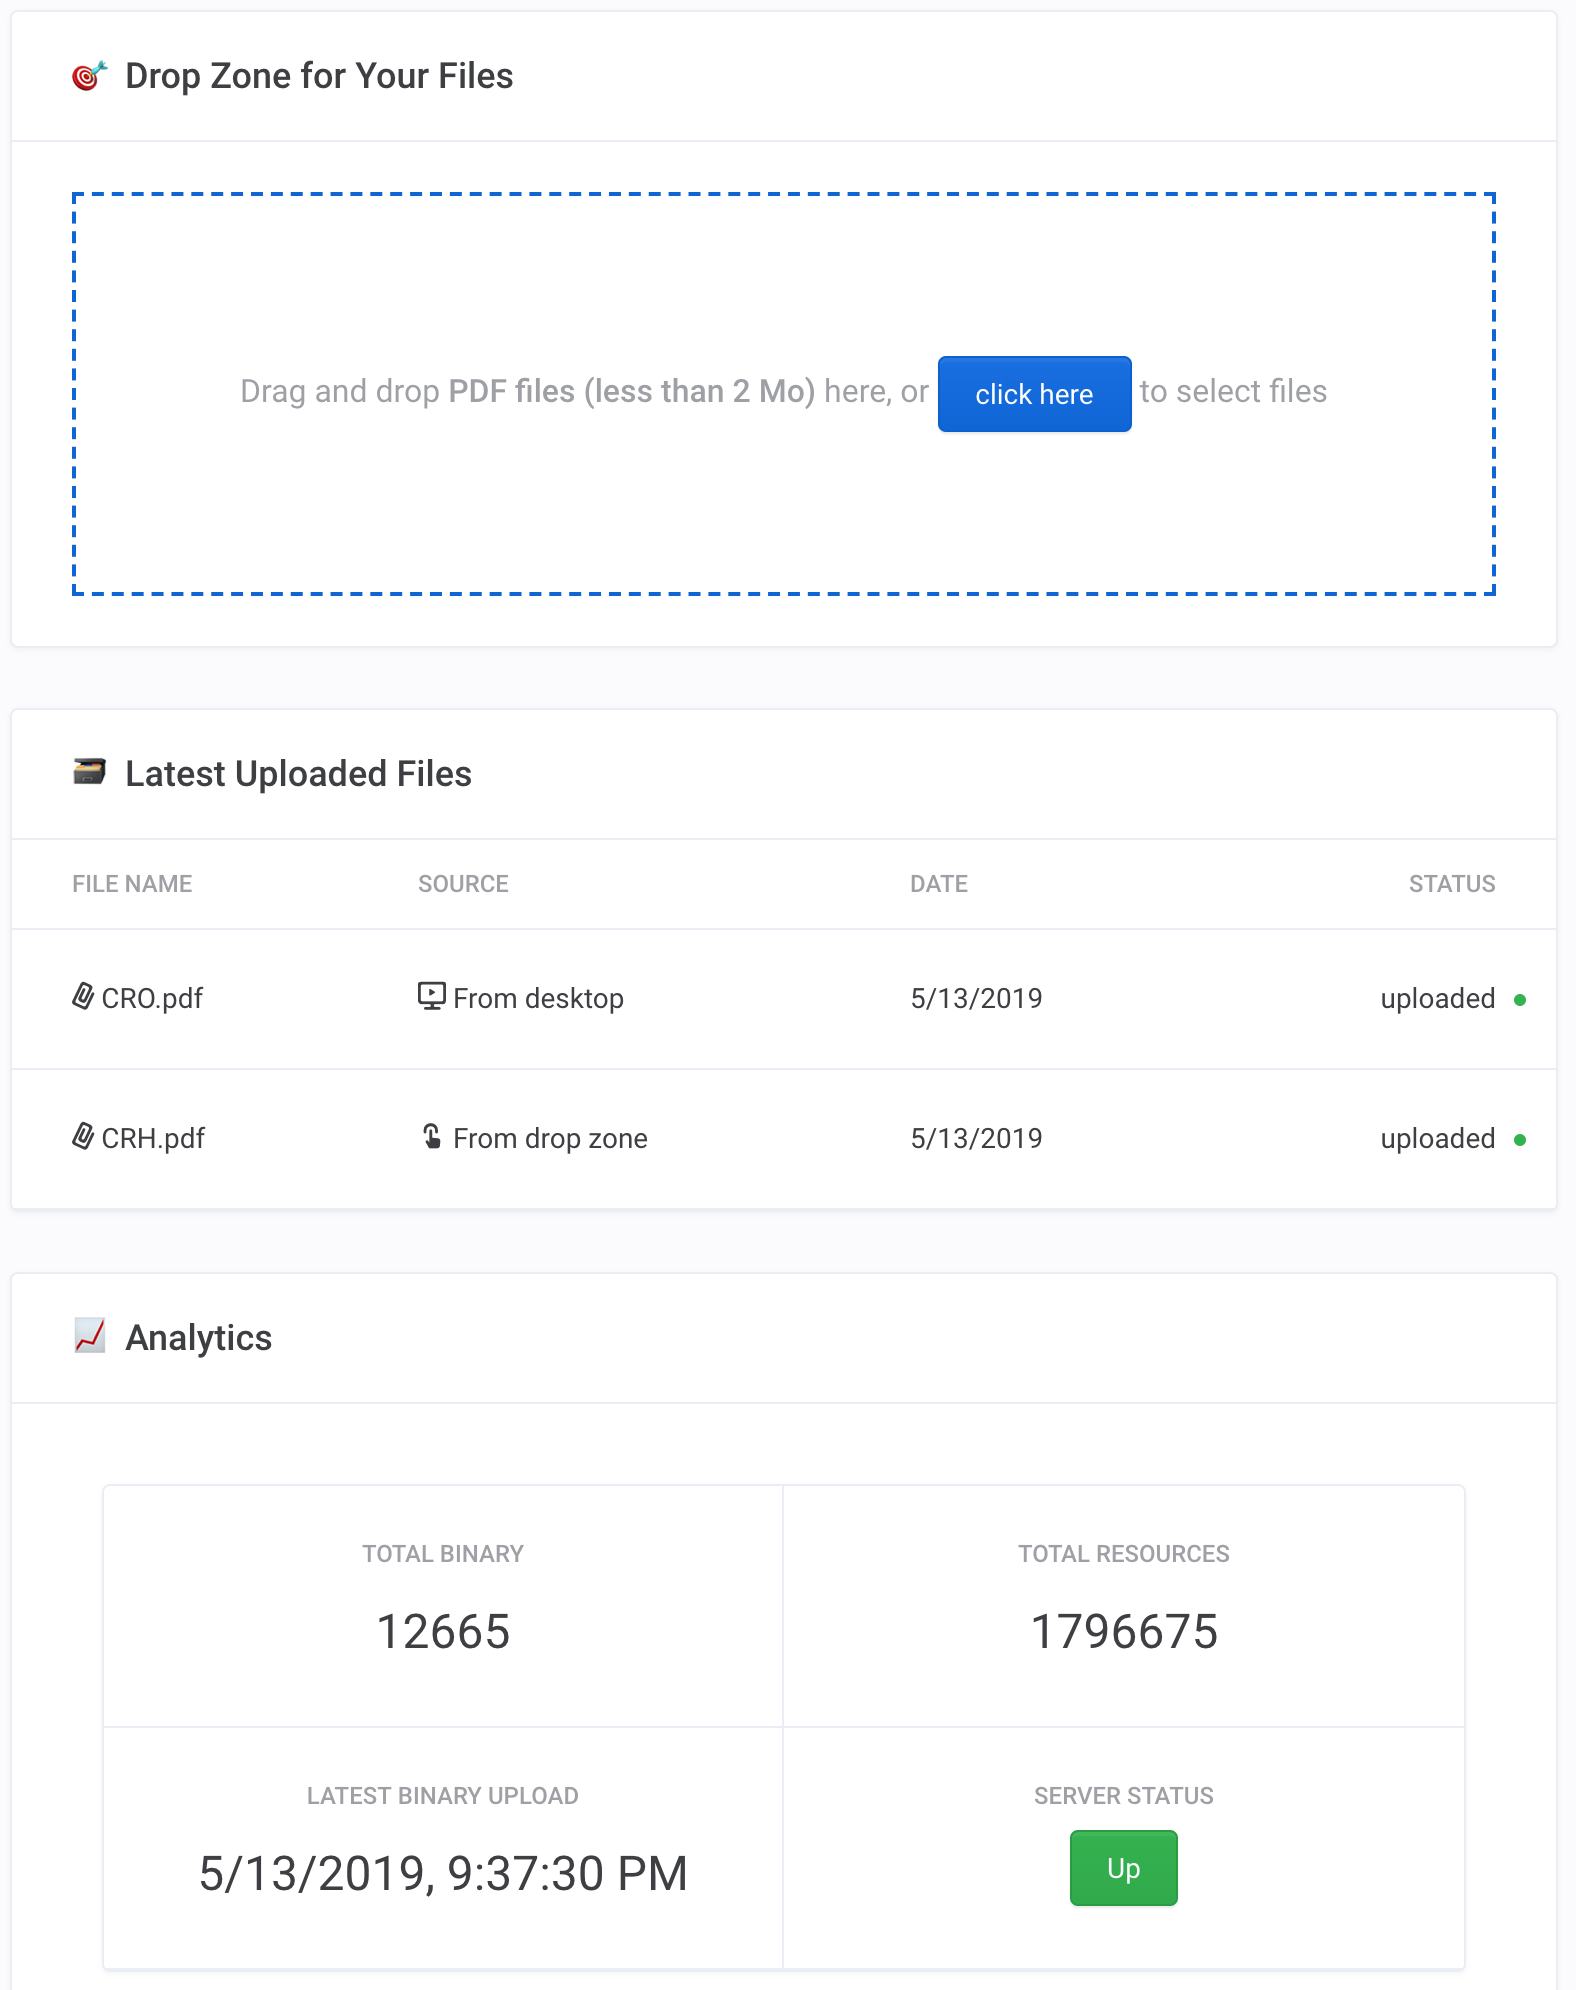 Drop Zone for Your Files
Drag and drop PDF files (less than 2 Mo) here, or click here to select files
Latest Uploaded Files
FILE NAME SOURCE DATE STATUS
CRO.pdf From desktop 5/13/2019 uploaded
CRH.pdf From drop zone 5/13/2019 uploaded
Analytics
TOTAL BINARY TOTAL RESOURCES
12665 1796675
LATEST BINARY UPLOAD SERVER STATUS
5/13/2019, 9:37:30 PM Up